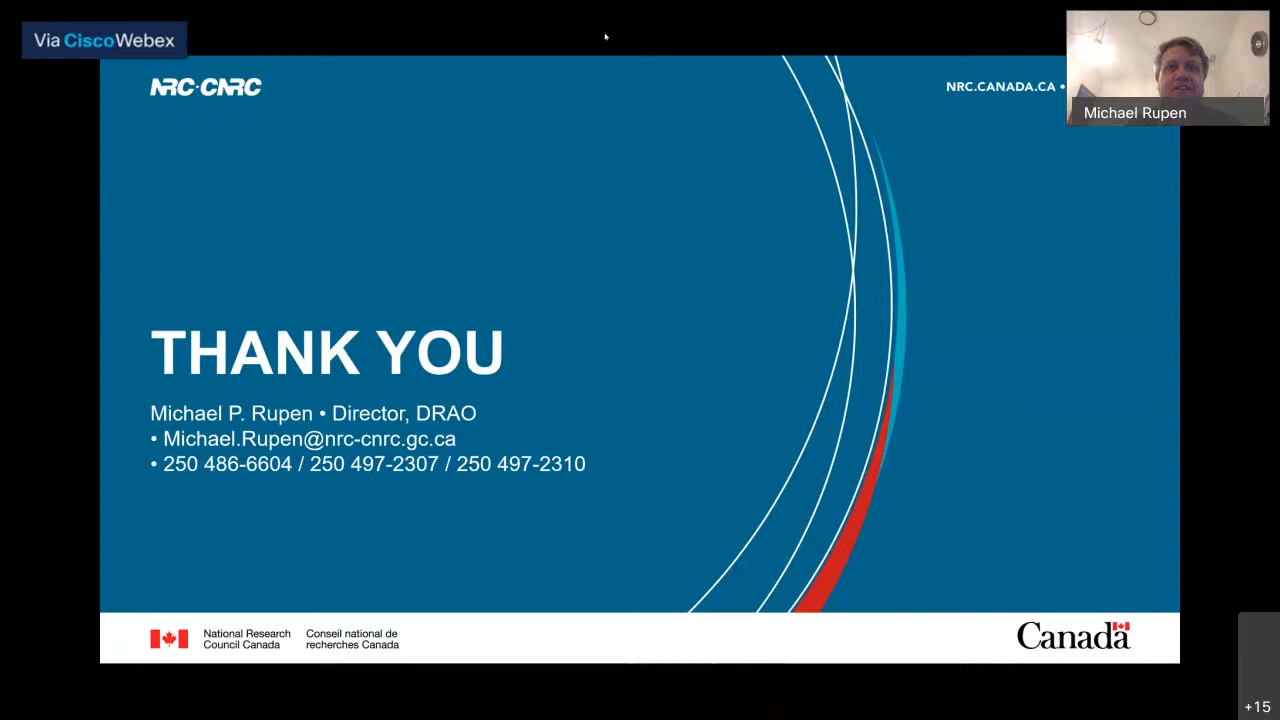 Via Cisco Webex
NRC·CNRC
NRC.CANADA.CA •
Michael Rupen
THANK YOU
Michael P. Rupen • Director, DRAO
• Michael.Rupen@nrc-cnrc.gc.ca
• 250 486-6604 / 250 497-2307 / 250 497-2310
National Research Council Canada
Conseil national de recherches Canada
Canada
+15